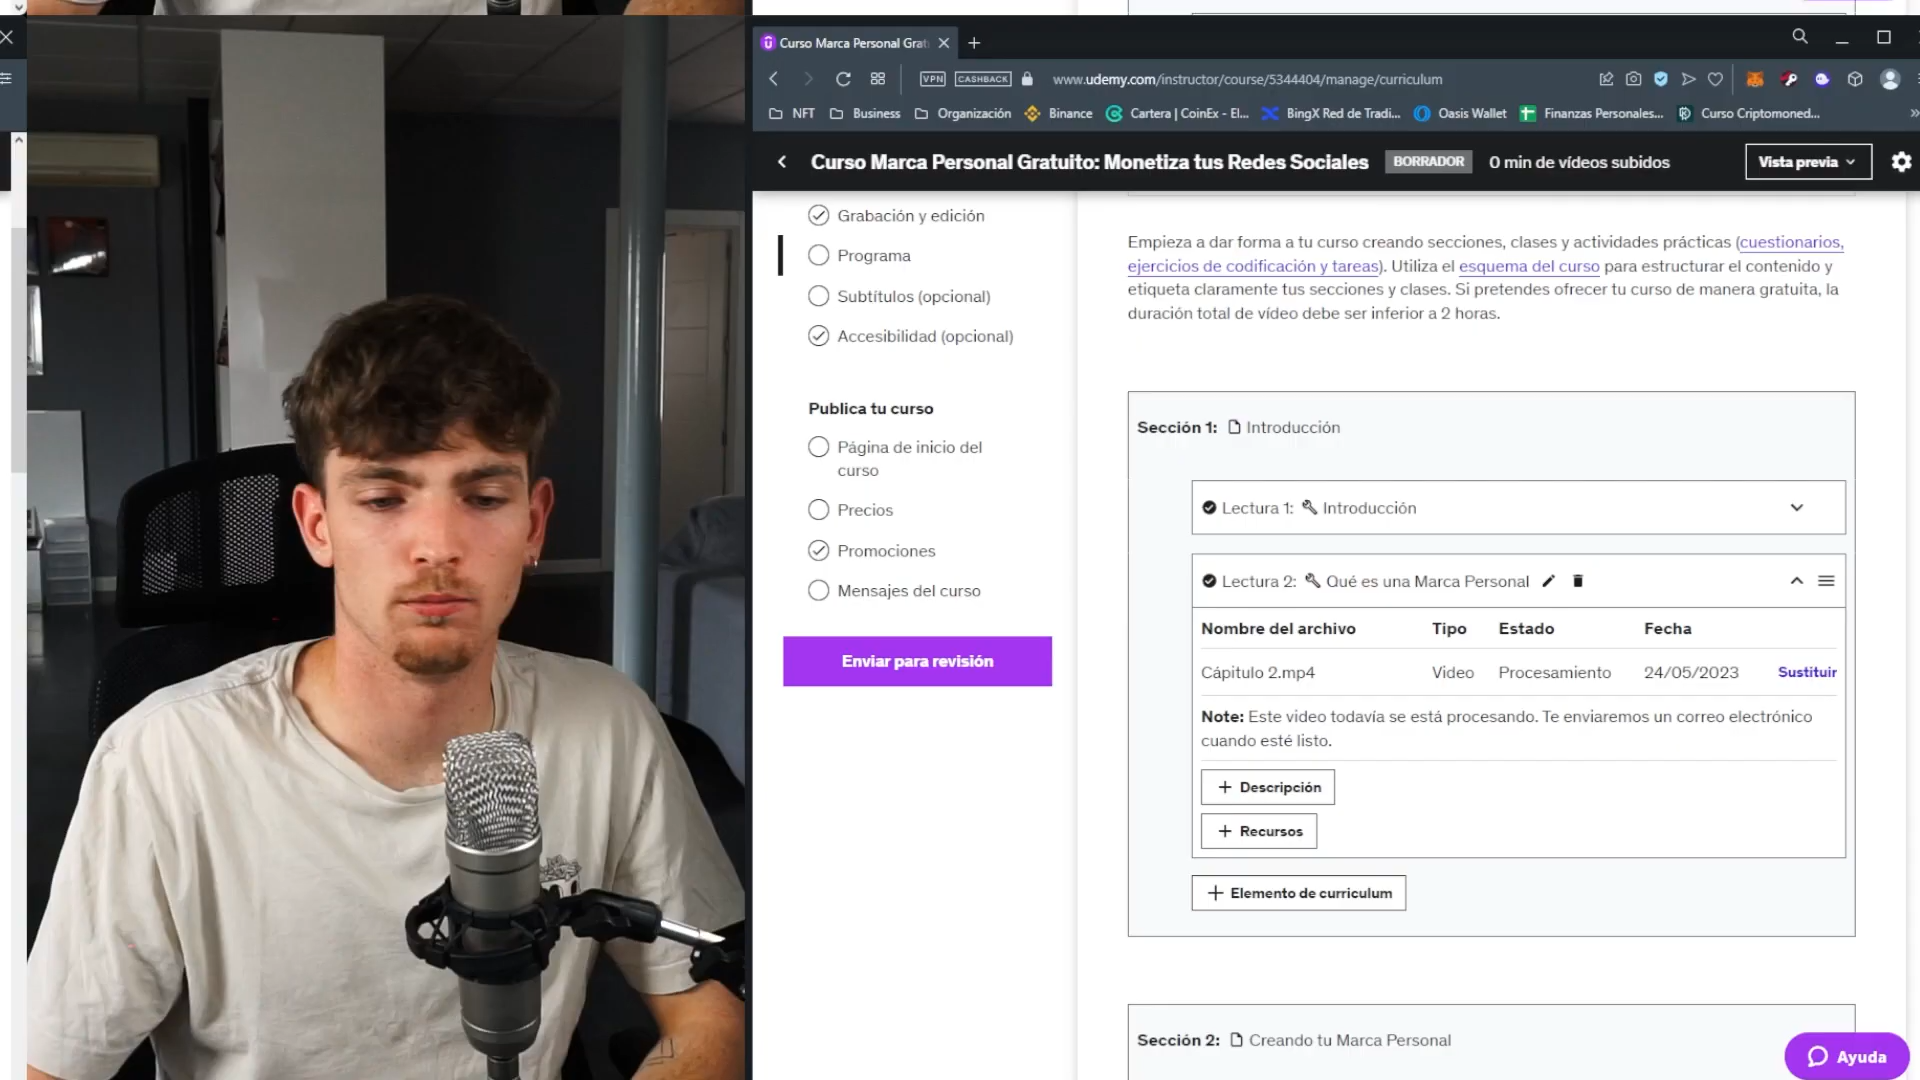 Curso Marca Personal Grat
VPN CASHBACK www.udemy.com/instructor/course/5344404/manage/curriculum
NFT Business Organización Binance Cartera | CoinEx - El... BingX Red de Tradi... Oasis Wallet Finanzas Personales... Curso Criptomoned...
Curso Marca Personal Gratuito: Monetiza tus Redes Sociales BORRADOR 0 min de vídeos subidos Vista previa
Grabación y edición
Programa
Subtítulos (opcional)
Accesibilidad (opcional)
Publica tu curso
Página de inicio del
curso
Precios
Promociones
Mensajes del curso
Enviar para revisión
Empieza a dar forma a tu curso creando secciones, clases y actividades prácticas (cuestionarios,
ejercicios de codificación y tareas). Utiliza el esquema del curso para estructurar el contenido y
etiqueta claramente tus secciones y clases. Si pretendes ofrecer tu curso de manera gratuita, la
duración total de vídeo debe ser inferior a 2 horas.
Sección 1: Introducción
Lectura 1: Introducción
Lectura 2: Qué es una Marca Personal
Nombre del archivo Tipo Estado Fecha
Cápitulo 2.mp4 Video Procesamiento 24/05/2023 Sustituir
Note: Este video todavía se está procesando. Te enviaremos un correo electrónico
cuando esté listo.
+ Descripción
+ Recursos
+ Elemento de curriculum
Sección 2: Creando tu Marca Personal
Ayuda